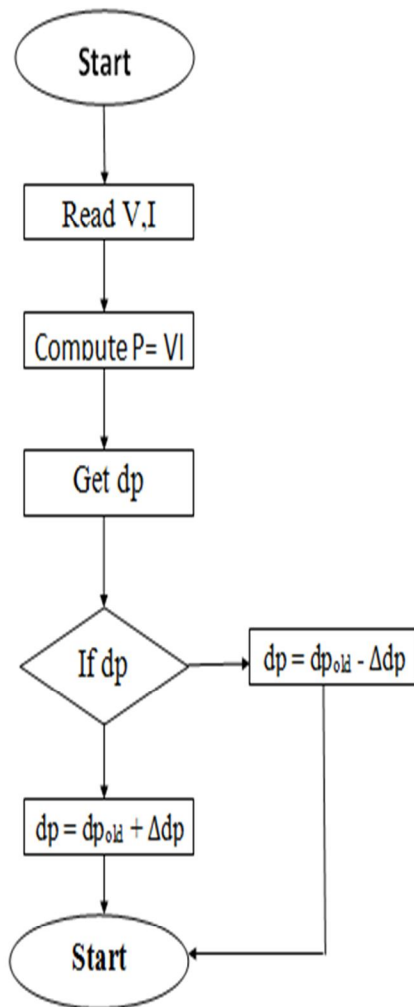 Start
Read V,I
Compute P= VI
Get dp
If dp
dp = dpold - Δdp
dp = dpold + Δdp
Start